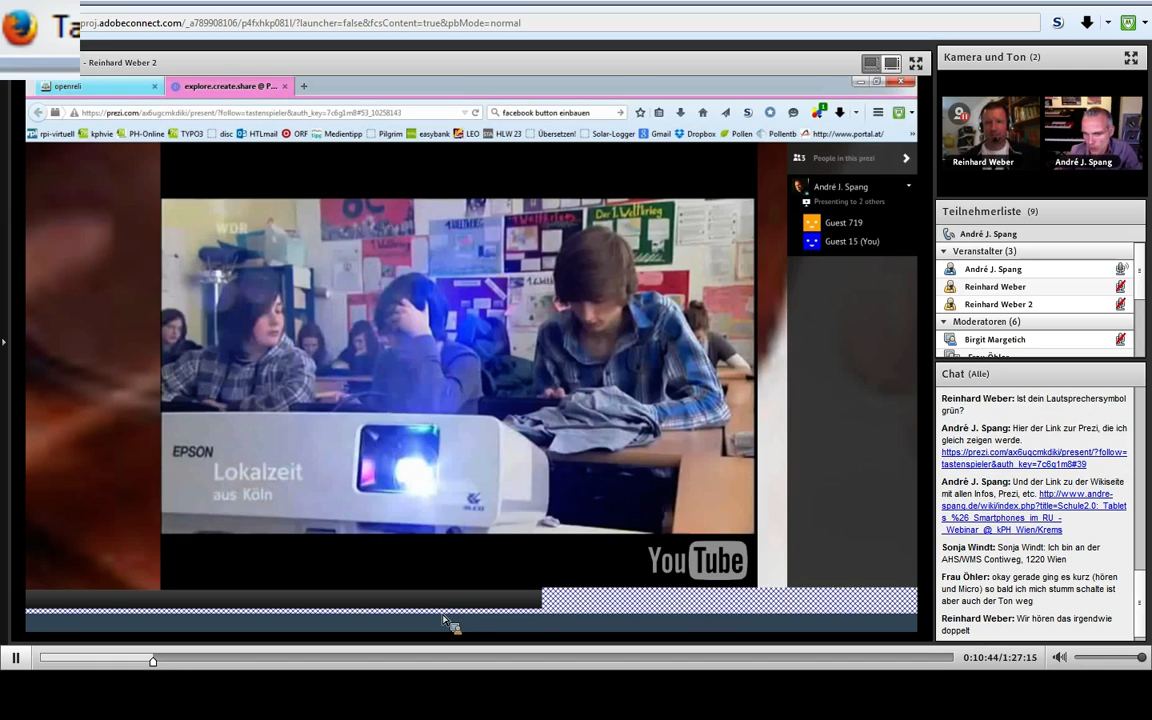 Ta
proj.adobeconnect.com/_a789908106/p4fxhkp081l/?launcher=false&fcsContent=true&pbMode=normal
- Reinhard Weber 2
openreli
explore.create.share @ P...
https://prezi.com/ax6ugcmkdiki/present/?follow=tastenspieler&auth_key=7c6g1m8#53_10258143
facebook button einbauen
rpi-virtuell
kphvie
PH-Online
TYPO3
disc
HTLmail
ORF
Medientipp
Pilgrim
easybank
LEO
HLW 23
Übersetzen!
Solar-Logger
Gmail
Dropbox
Pollen
Pollentb
http://www.portal.at/
People in this prezi
André J. Spang
Presenting to 2 others
Guest 719
Guest 15 (You)
WDR
Der 1.Weltkrieg
EPSON
Lokalzeit
aus Köln
YouTube
0:10:44/1:27:15
Kamera und Ton (2)
Reinhard Weber
André J. Spang
Teilnehmerliste (9)
André J. Spang
Veranstalter (3)
André J. Spang
Reinhard Weber
Reinhard Weber 2
Moderatoren (6)
Birgit Margetich
Frau Öhler
Chat (Alle)
Reinhard Weber: Ist dein Lautsprechersymbol
grün?
André J. Spang: Hier der Link zur Prezi, die ich
gleich zeigen werde.
https://prezi.com/ax6ugcmkdiki/present/?follow=
tastenspieler&auth_key=7c6g1m8#39
André J. Spang: Und der Link zu der Wikiseite
mit allen Infos, Prezi, etc. http://www.andre-
spang.de/wiki/index.php?title=Schule2.0:_Tablet
s_%26_Smartphones_im_RU_-
_Webinar_@_kPH_Wien/Krems
Sonja Windt: Sonja Windt: Ich bin an der
AHS/WMS Contiweg, 1220 Wien
Frau Öhler: okay gerade ging es kurz (hören
und Micro) so bald ich mich stumm schalte ist
aber auch der Ton weg
Reinhard Weber: Wir hören das irgendwie
doppelt